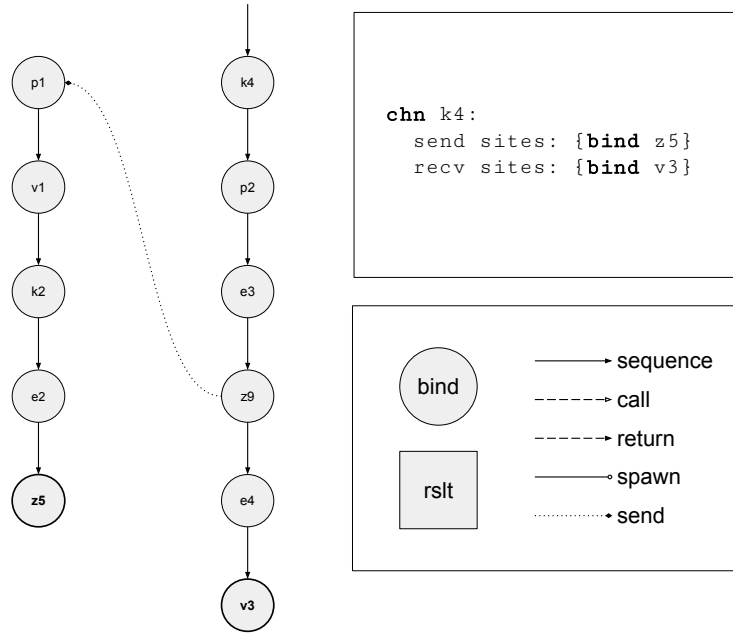 p1
v1
k2
e2
z5
k4
p2
e3
z9
e4
v3
chn k4:
send sites: {bind z5}
recv sites: {bind v3}
bind
rslt
sequence
call
return
spawn
send